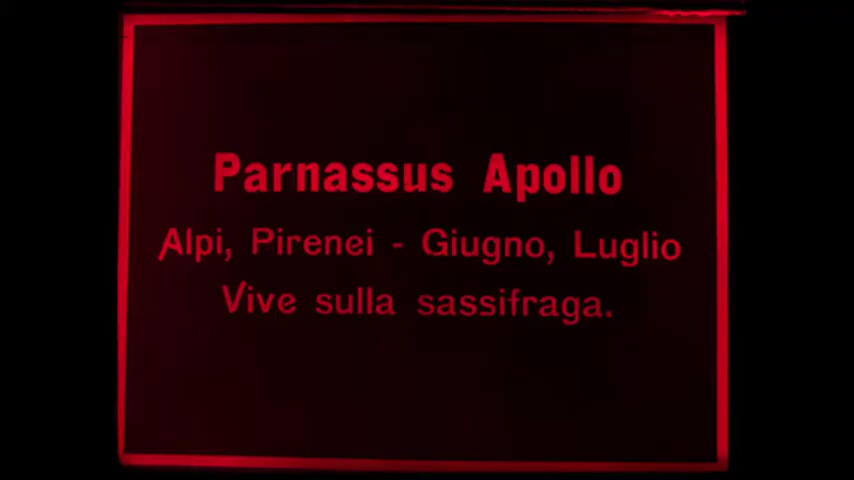 Parnassus Apollo
Alpi, Pirenei - Giugno, Luglio
Vive sulla sassifraga.